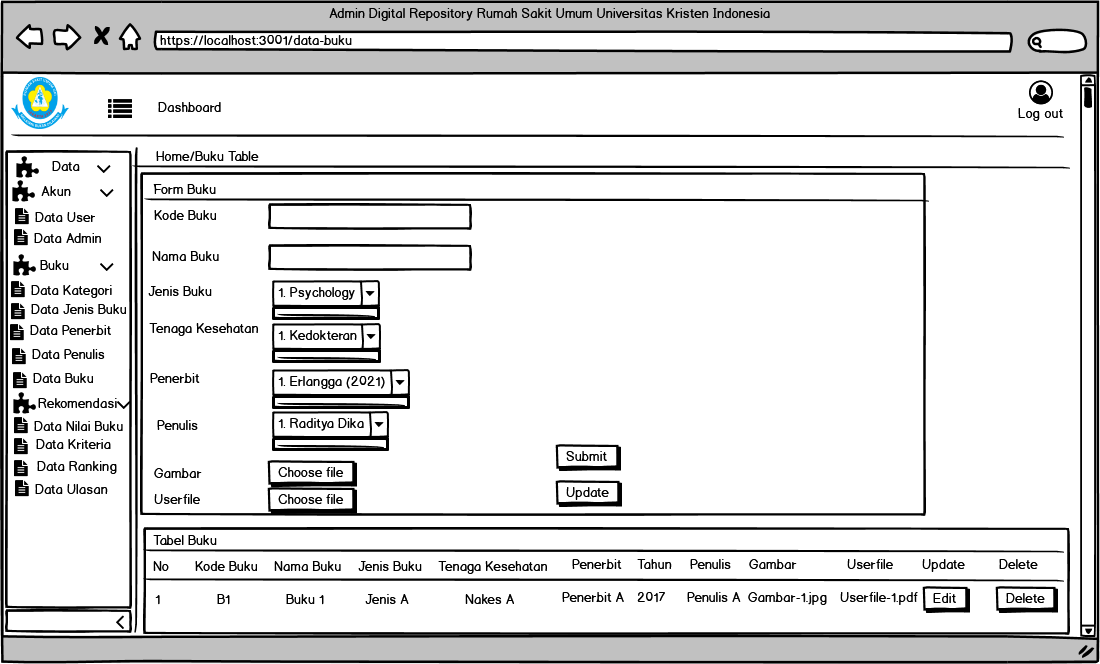 Admin Digital Repository Rumah Sakit Umum Universitas Kristen Indonesia
https://localhost:3001/data-buku
Dashboard
Log out
Data
Akun
Data User
Data Admin
Buku
Data Kategori
Data Jenis Buku
Data Penerbit
Data Penulis
Data Buku
Rekomendasi
Data Nilai Buku
Data Kriteria
Data Ranking
Data Ulasan
Home/Buku Table
Form Buku
Kode Buku
Nama Buku
Jenis Buku 1. Psychology
Tenaga Kesehatan 1. Kedokteran
Penerbit 1. Erlangga (2021)
Penulis 1. Raditya Dika
Submit
Gambar Choose file
Update
Userfile Choose file
Tabel Buku
No Kode Buku Nama Buku Jenis Buku Tenaga Kesehatan Penerbit Tahun Penulis Gambar Userfile Update Delete
1 B1 Buku 1 Jenis A Nakes A Penerbit A 2017 Penulis A Gambar-1.jpg Userfile-1.pdf Edit Delete